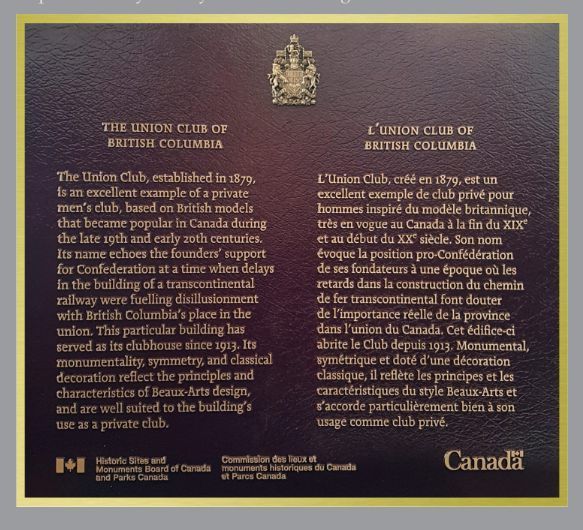 THE UNION CLUB OF
BRITISH COLUMBIA
The Union Club, established in 1879,
is an excellent example of a private
men's club, based on British models
that became popular in Canada during
the late 19th and early 20th centuries.
Its name echoes the founders' support
for Confederation at a time when delays
in the building of a transcontinental
railway were fuelling disillusionment
with British Columbia's place in the
union. This particular building has
served as its clubhouse since 1913. Its
monumentality, symmetry, and classical
decoration reflect the principles and
characteristics of Beaux-Arts design,
and are well suited to the building's
use as a private club.
L'UNION CLUB OF
BRITISH COLUMBIA
L'Union Club, créé en 1879, est un
excellent exemple de club privé pour
hommes inspiré du modèle britannique,
très en vogue au Canada à la fin du XIXe
et au début du XXe siècle. Son nom
évoque la position pro-Confédération
de ses fondateurs à une époque où les
retards dans la construction du chemin
de fer transcontinental font douter
de l'importance réelle de la province
dans l'union du Canada. Cet édifice-ci
abrite le Club depuis 1913. Monumental,
symétrique et doté d'une décoration
classique, il reflète les principes et les
caractéristiques du style Beaux-Arts et
s'accorde particulièrement bien à son
usage comme club privé.
Historic Sites and
Monuments Board of Canada
and Parks Canada
Commission des lieux et
monuments historiques du Canada
et Parcs Canada
Canada